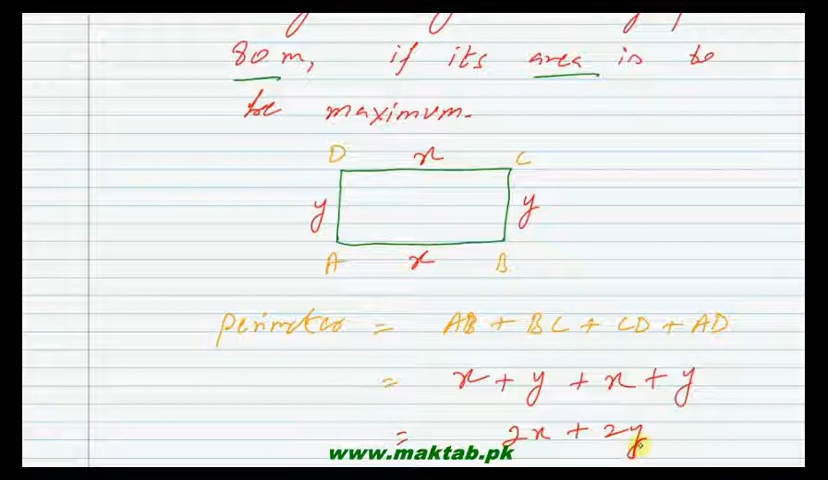 80 m, if its area is to
be maximum.
D x C
y y
A x B
perimeter = AB + BC + CD + AD
= x + y + x + y
= 2x + 2y
www.maktab.pk